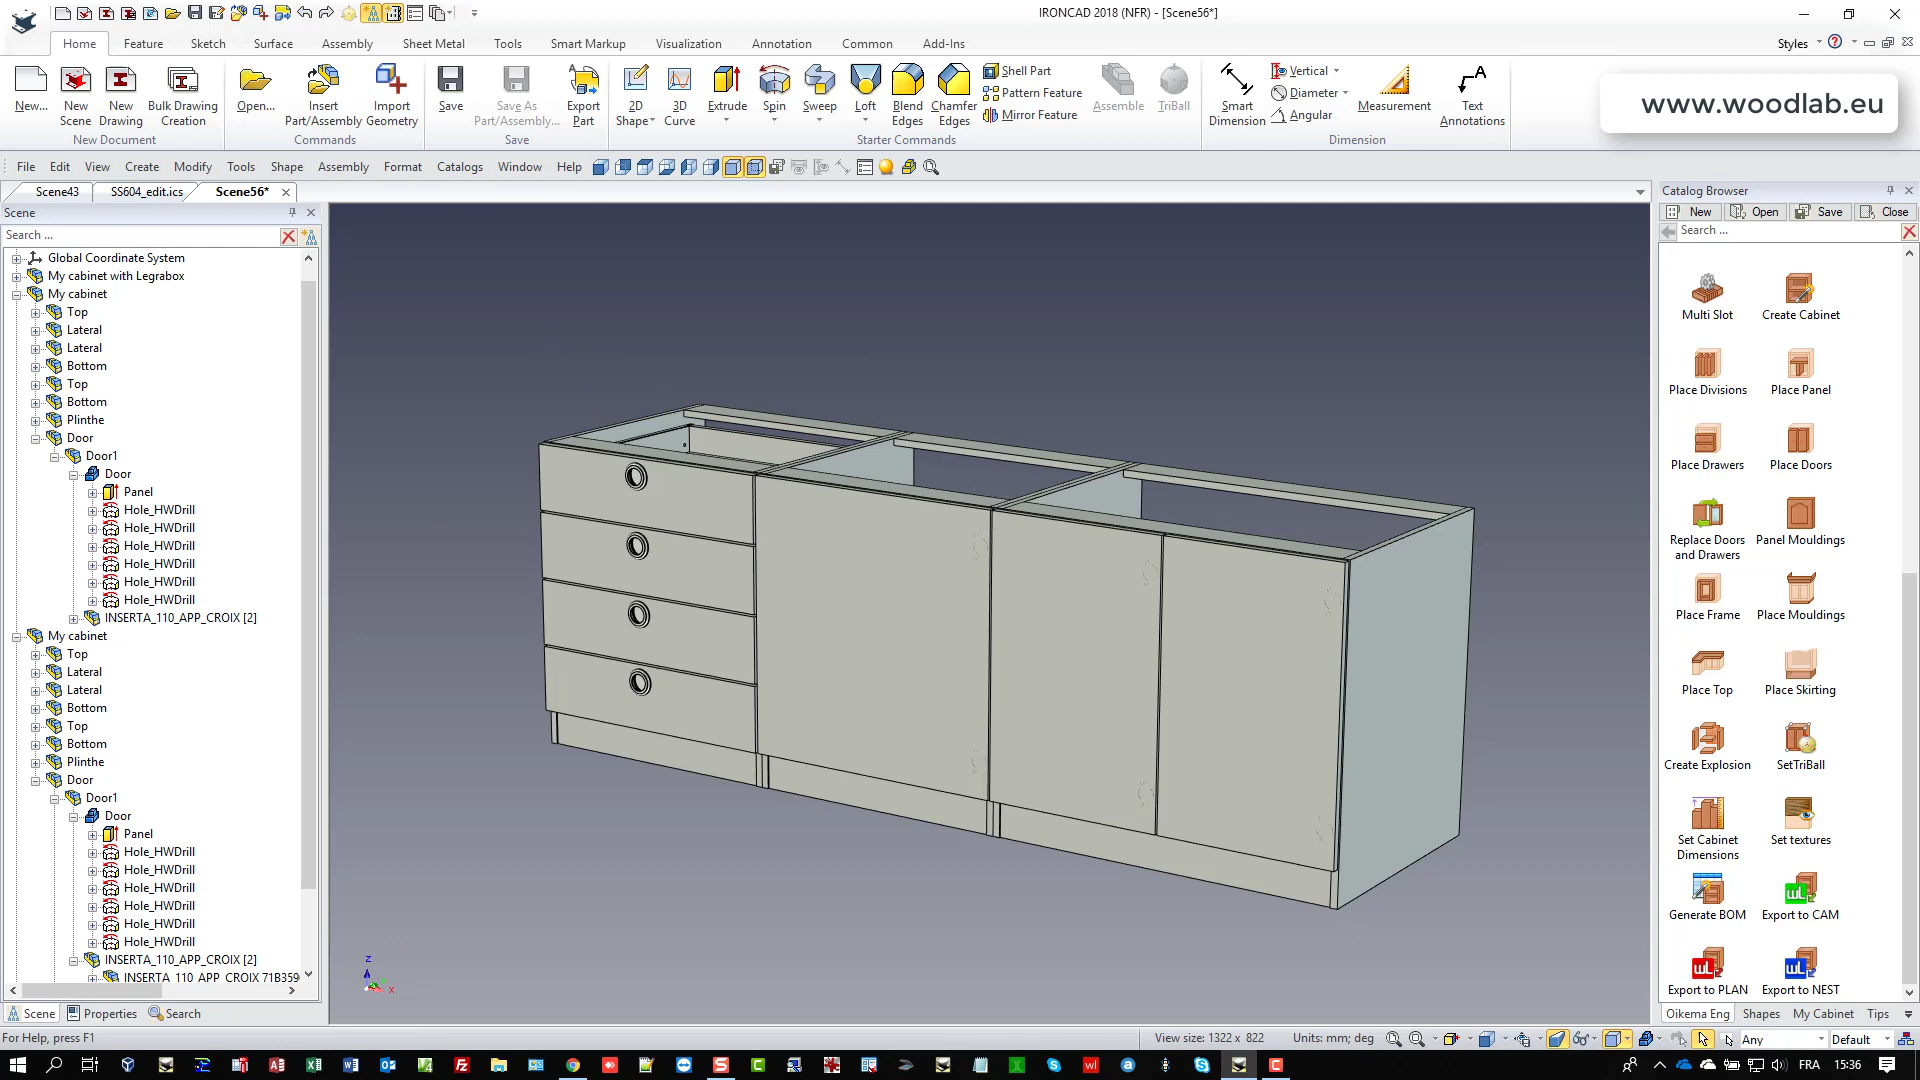 IRONCAD 2018 (NFR) - [Scene56*]
Home Feature Sketch Surface Assembly Sheet Metal Tools Smart Markup Visualization Annotation Common Add-Ins Styles
New... New Scene New Drawing Bulk Drawing Creation
New Document
Open... Insert Part/Assembly Import Geometry
Commands
Save Save As Part/Assembly... Export Part
Save
2D Shape 3D Curve Extrude Spin Sweep Loft Blend Edges Chamfer Edges
Shell Part
Pattern Feature
Mirror Feature
Assemble TriBall
Starter Commands
Smart Dimension
Vertical
Diameter
Angular
Measurement Text Annotations
Dimension
www.woodlab.eu
File Edit View Create Modify Tools Shape Assembly Format Catalogs Window Help
Scene43 SS604_edit.ics Scene56*
Scene
Search ...
Global Coordinate System
My cabinet with Legrabox
My cabinet
Top
Lateral
Lateral
Bottom
Top
Bottom
Plinthe
Door
Door1
Door
Panel
Hole_HWDrill
Hole_HWDrill
Hole_HWDrill
Hole_HWDrill
Hole_HWDrill
Hole_HWDrill
INSERTA_110_APP_CROIX [2]
My cabinet
Top
Lateral
Lateral
Bottom
Top
Bottom
Plinthe
Door
Door1
Door
Panel
Hole_HWDrill
Hole_HWDrill
Hole_HWDrill
Hole_HWDrill
Hole_HWDrill
Hole_HWDrill
INSERTA_110_APP_CROIX [2]
INSERTA_110_APP_CROIX_71B359
Scene Properties Search
z
x
Catalog Browser
New Open Save Close
Search ...
Multi Slot Create Cabinet
Place Divisions Place Panel
Place Drawers Place Doors
Replace Doors and Drawers Panel Mouldings
Place Frame Place Mouldings
Place Top Place Skirting
Create Explosion SetTriBall
Set Cabinet Dimensions Set textures
Generate BOM Export to CAM
Export to PLAN Export to NEST
Oikema Eng Shapes My Cabinet Tips
For Help, press F1
View size: 1322 x 822 Units: mm; deg
Any Default
FRA 15:36